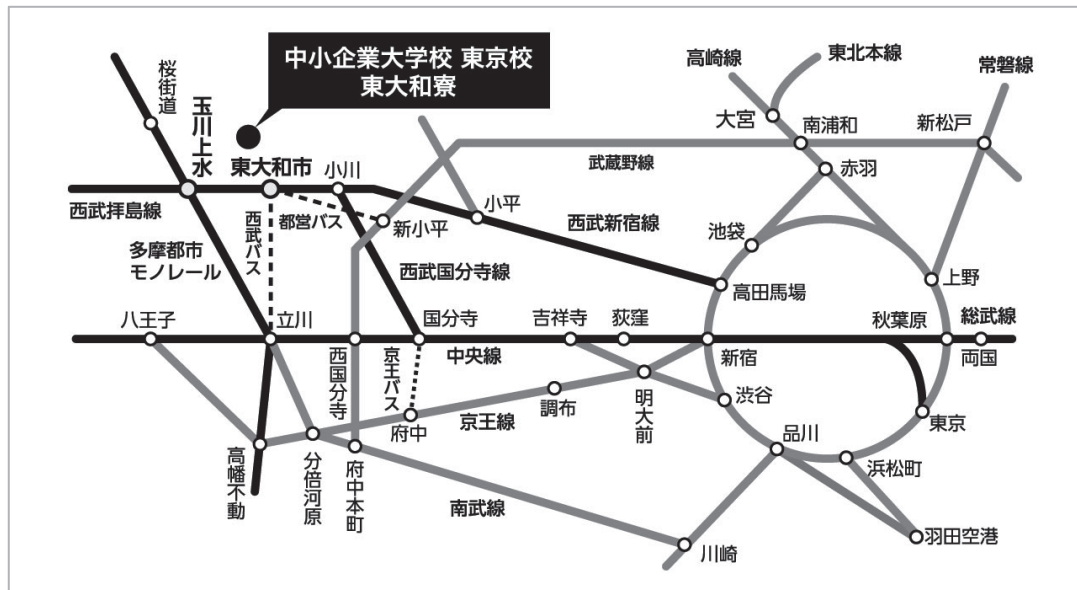 中小企業大学校 東京校
東大和寮
高崎線
東北本線
常磐線
桜街道
玉川上水
東大和市
小川
大宮
南浦和
新松戸
武蔵野線
赤羽
西武拝島線
西武バス
都営バス
新小平
小平
西武新宿線
池袋
多摩都市
モノレール
西武国分寺線
高田馬場
上野
八王子
立川
国分寺
吉祥寺
荻窪
秋葉原
総武線
西国分寺
京王バス
中央線
新宿
両国
府中
京王線
調布
明大前
渋谷
東京
品川
浜松町
高幡不動
分倍河原
府中本町
南武線
川崎
羽田空港